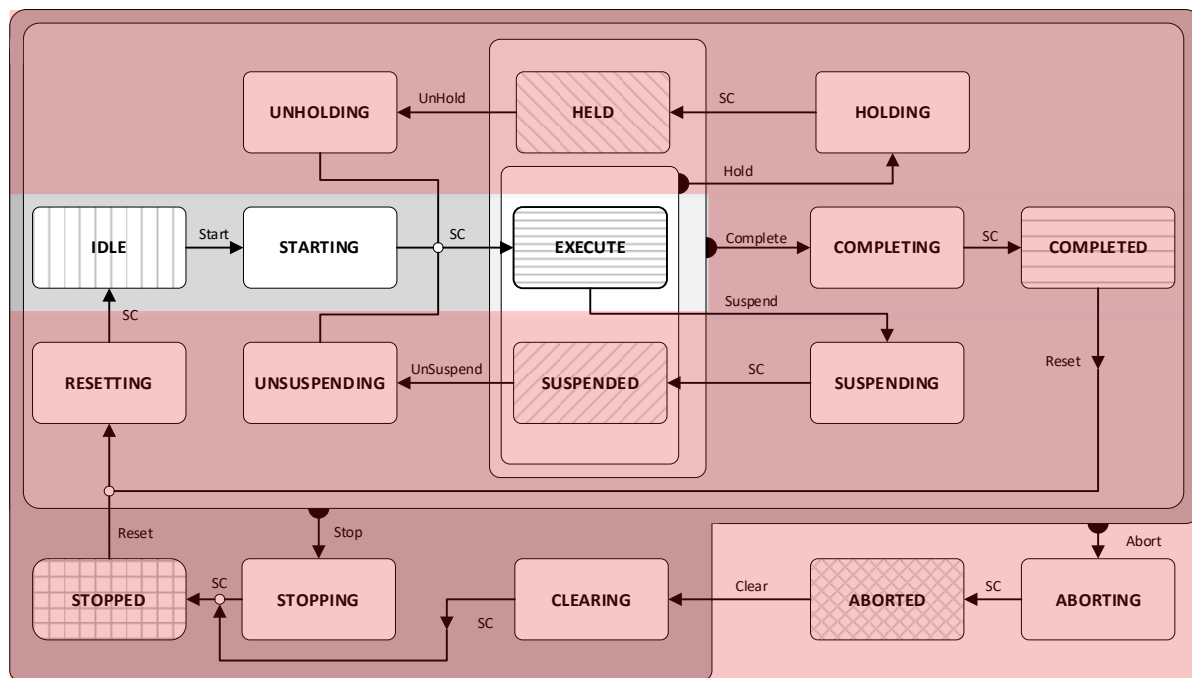 UnHold
SC
UNHOLDING
HELD
HOLDING
Hold
Start
SC
Complete
SC
IDLE
STARTING
EXECUTE
COMPLETING
COMPLETED
SC
Suspend
Reset
UnSuspend
SC
RESETTING
UNSUSPENDING
SUSPENDED
SUSPENDING
Reset
Stop
Abort
SC
Clear
SC
STOPPED
STOPPING
CLEARING
ABORTED
ABORTING
SC